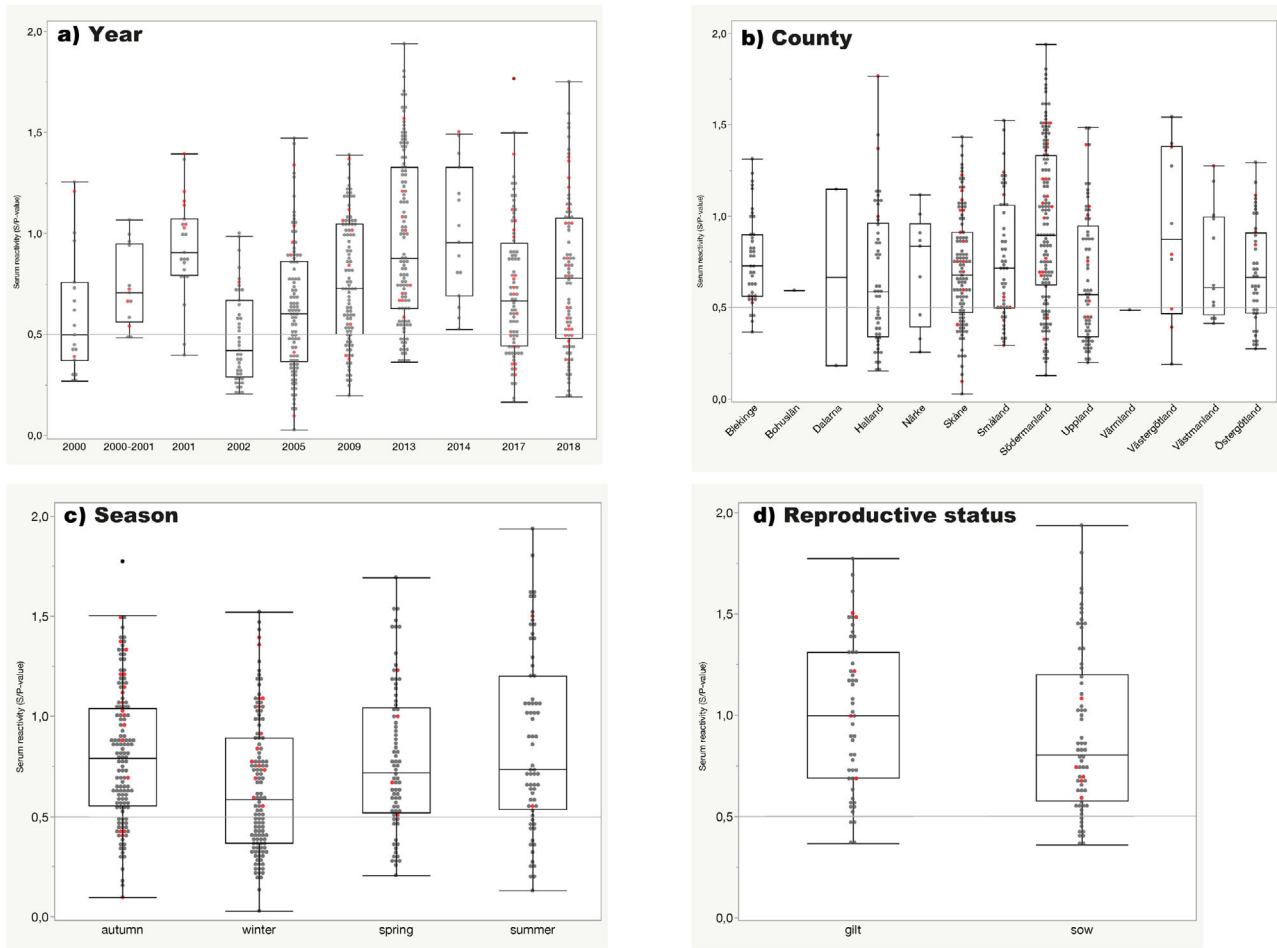 a) Year
Serum reactivity (S/P-value)
2,0
1,5
1,0
0,5
0,0
2000 2000-2001 2001 2002 2005 2009 2013 2014 2017 2018
b) County
Serum reactivity (S/P-value)
2,0
1,5
1,0
0,5
0,0
Blekinge Bohuslän Dalarna Halland Närke Skåne Småland Södermanland Uppland Värmland Västergötland Västmanland Östergötland
c) Season
Serum reactivity (S/P-value)
2,0
1,5
1,0
0,5
0,0
autumn winter spring summer
d) Reproductive status
Serum reactivity (S/P-value)
2,0
1,5
1,0
0,5
0,0
gilt sow